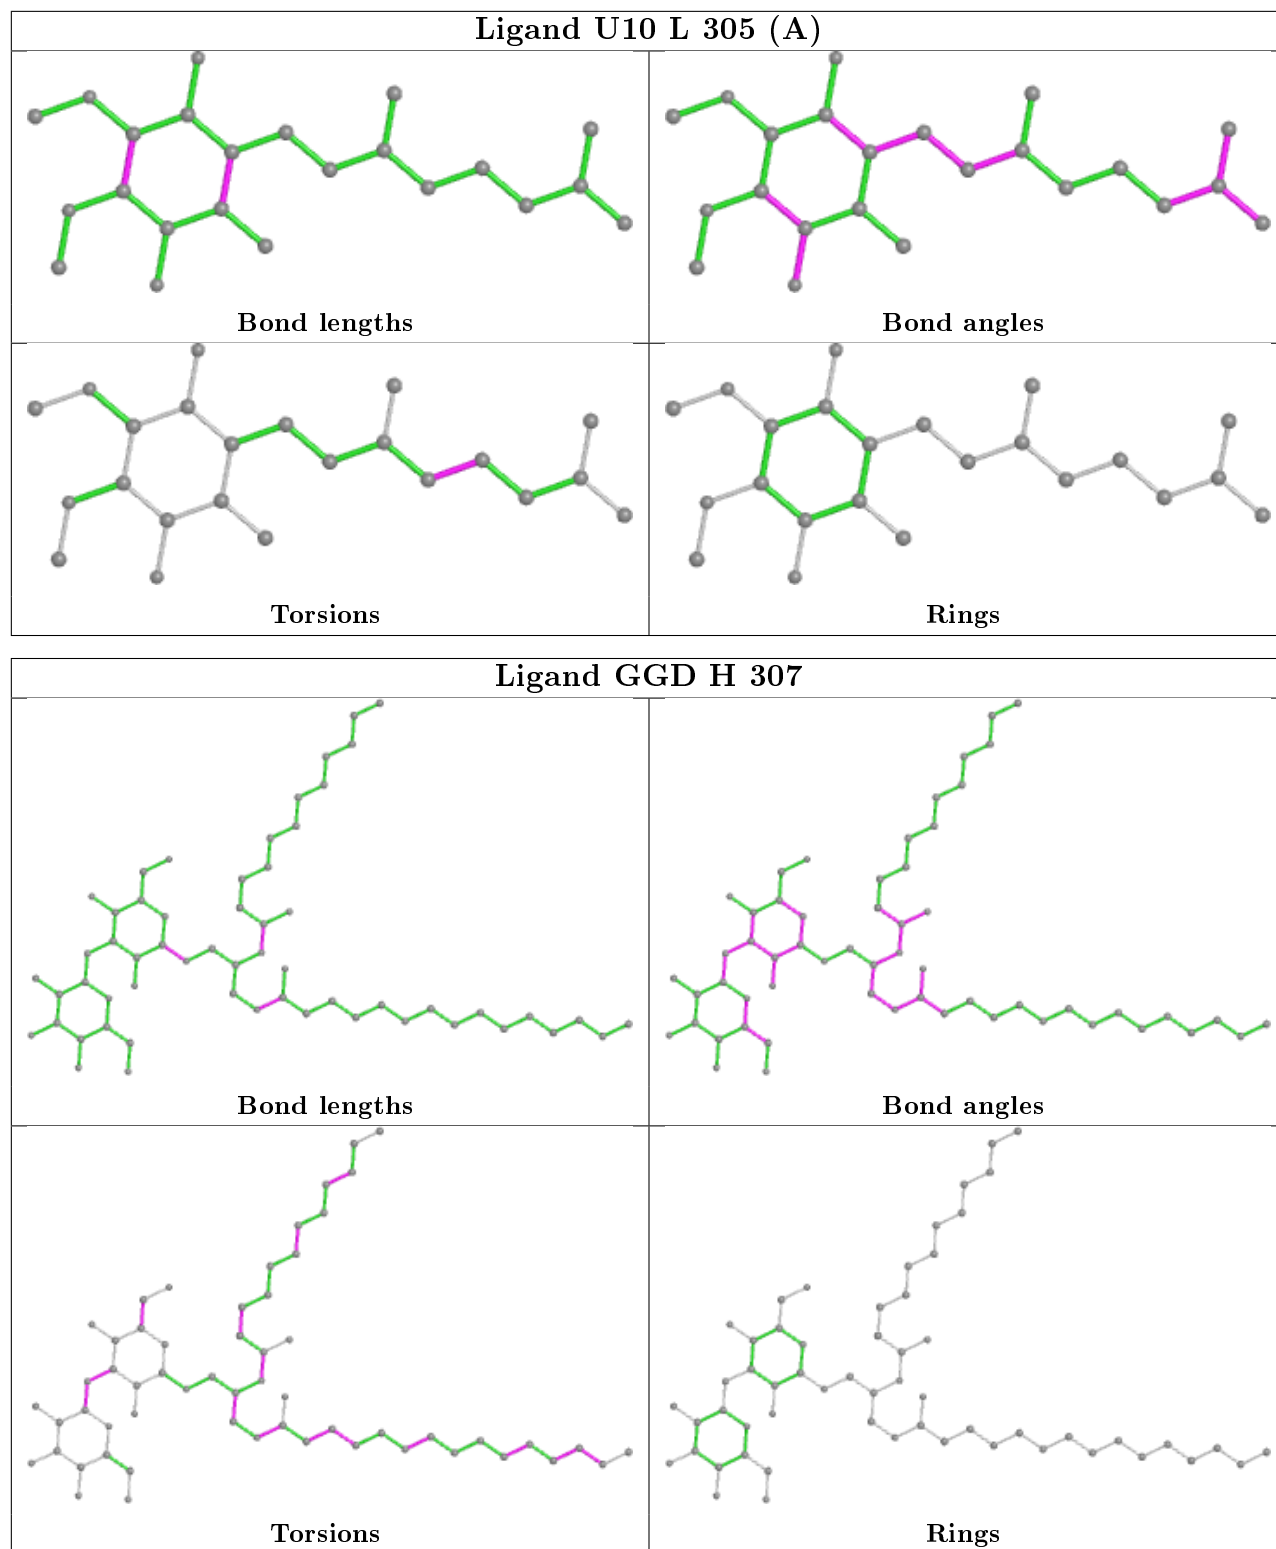 Ligand U10 L 305 (A)
Bond lengths
Bond angles
Torsions
Rings
Ligand GGD H 307
Bond lengths
Bond angles
Torsions
Rings